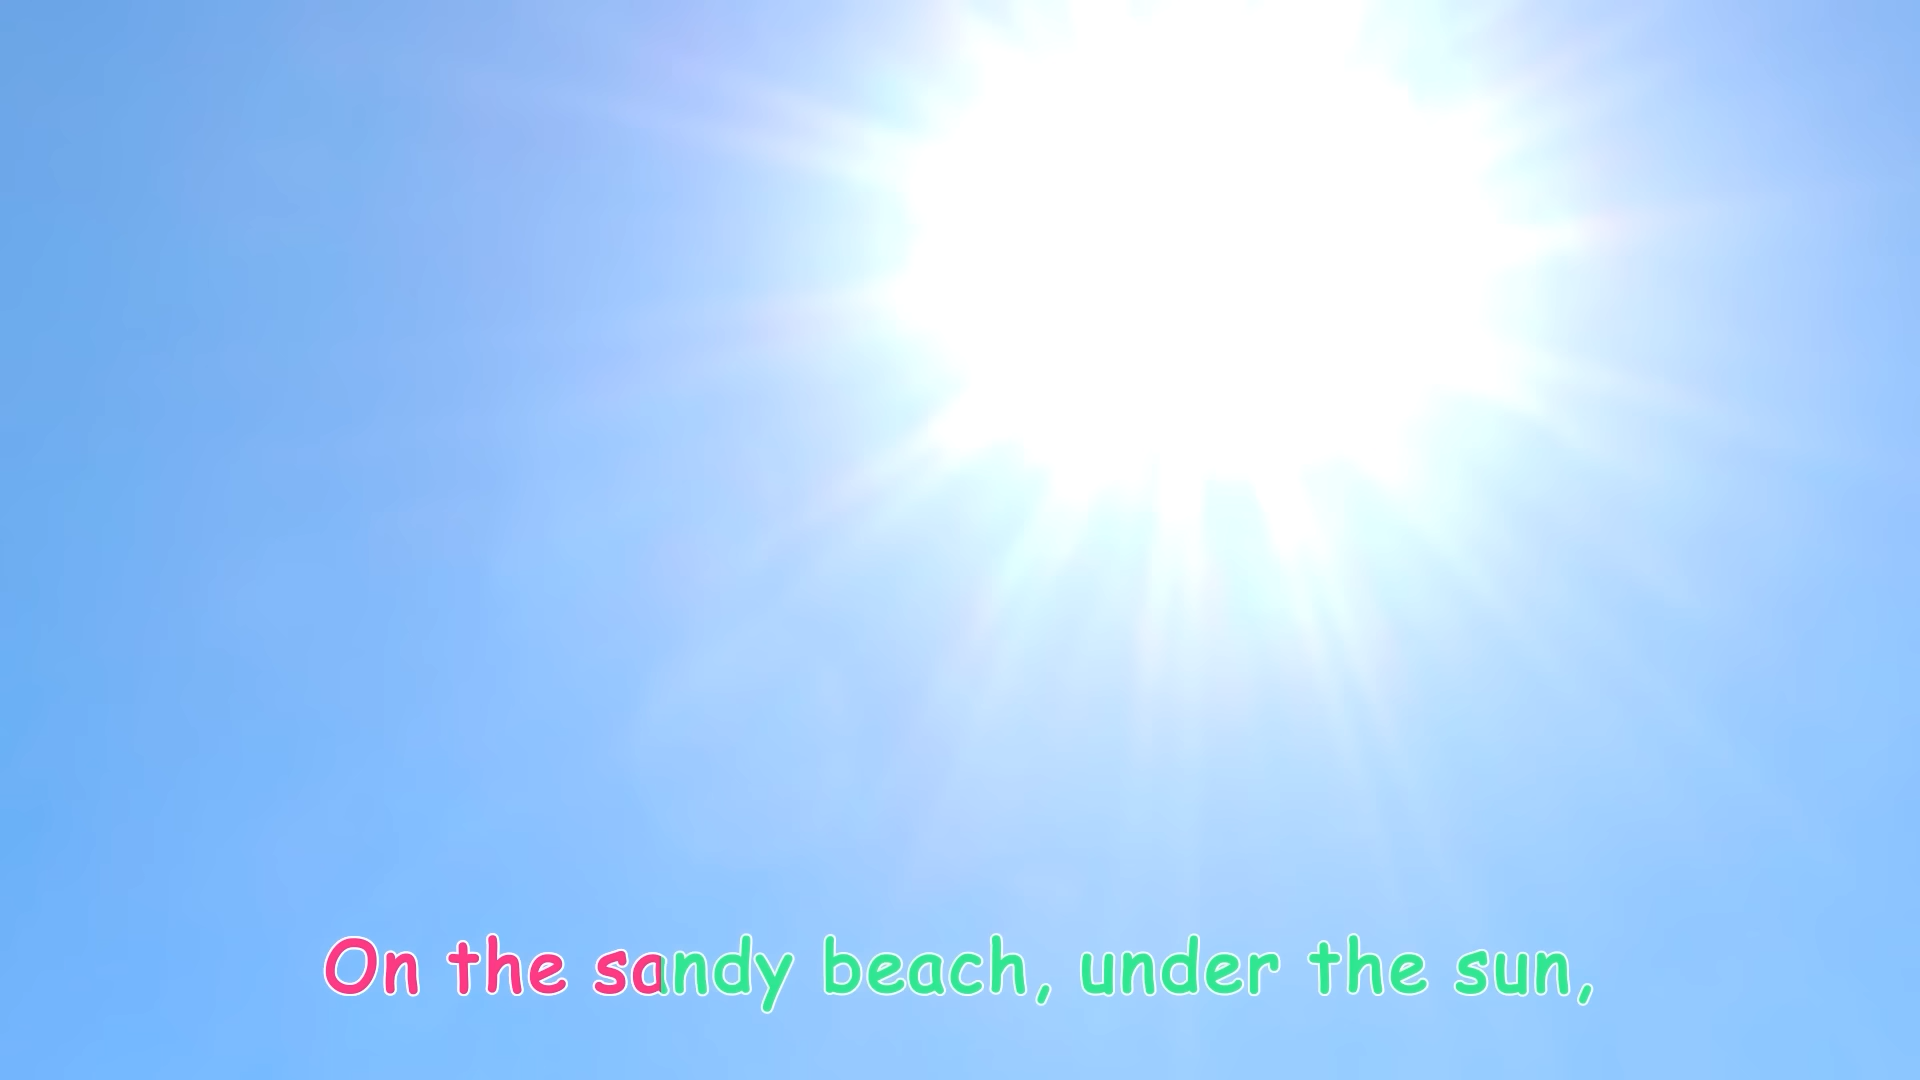 On the sandy beach, under the sun,